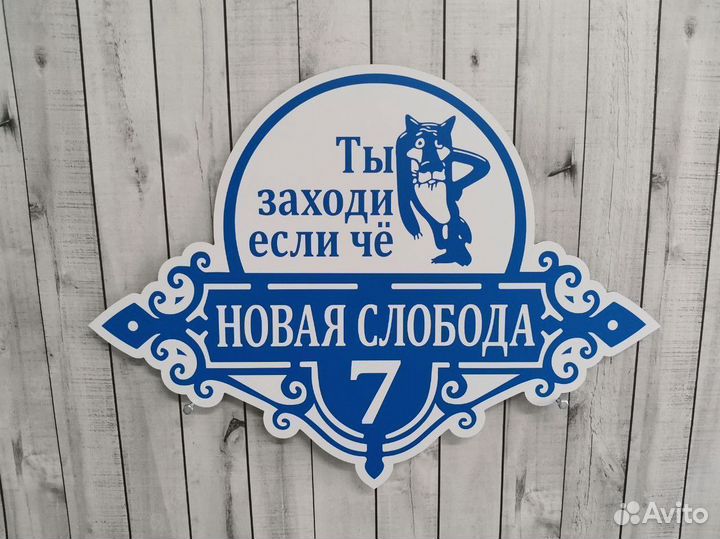 Ты
заходи
если чё
НОВАЯ СЛОБОДА
7
Avito